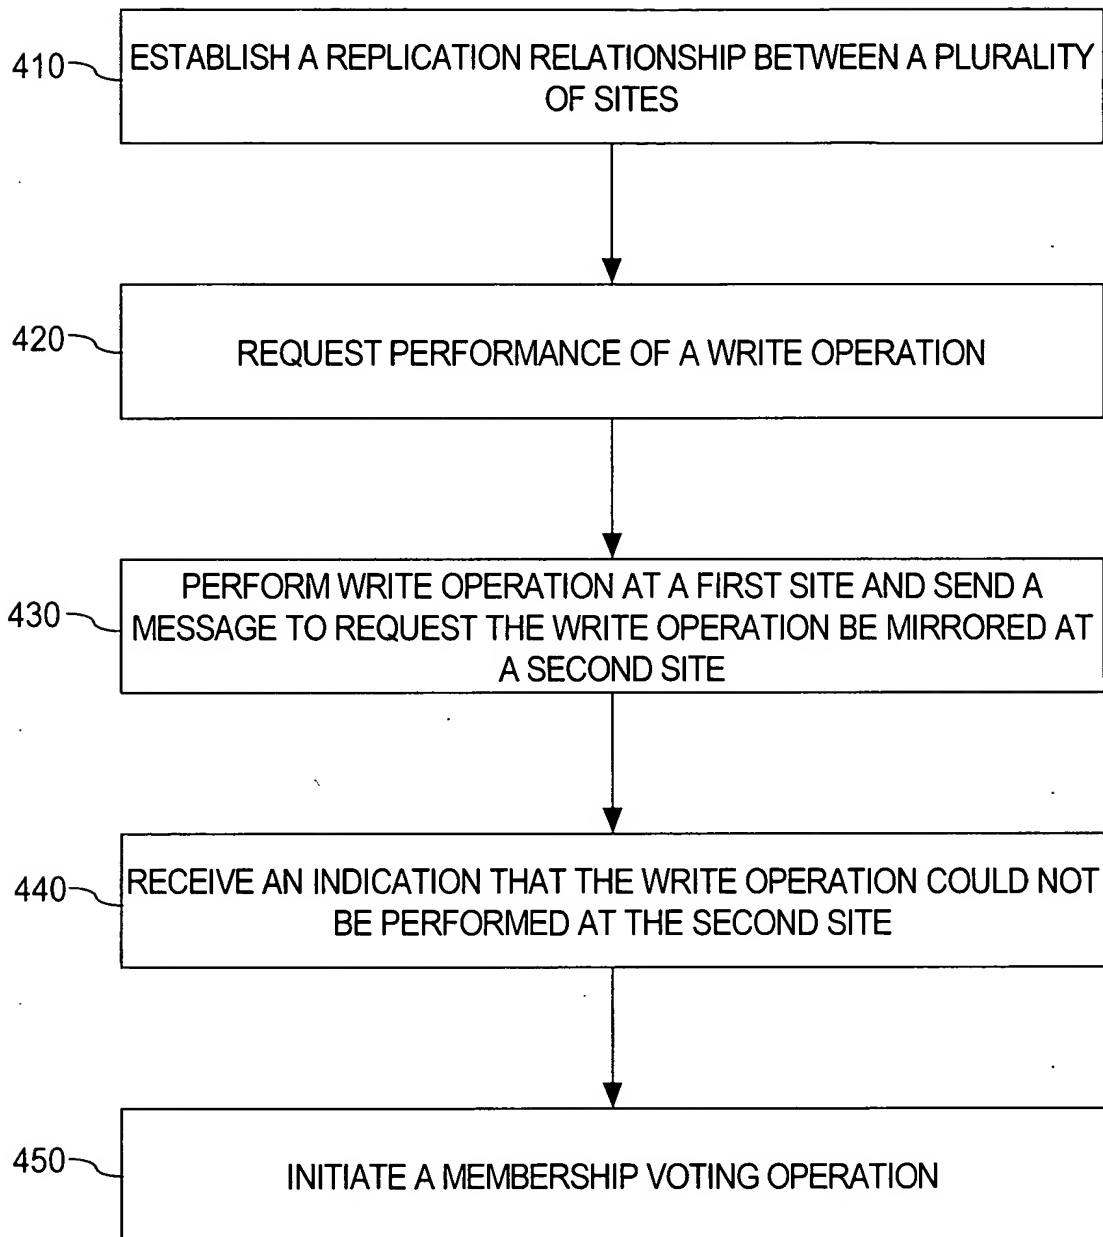 410
ESTABLISH A REPLICATION RELATIONSHIP BETWEEN A PLURALITY
OF SITES
420
REQUEST PERFORMANCE OF A WRITE OPERATION
430
PERFORM WRITE OPERATION AT A FIRST SITE AND SEND A
MESSAGE TO REQUEST THE WRITE OPERATION BE MIRRORED AT
A SECOND SITE
440
RECEIVE AN INDICATION THAT THE WRITE OPERATION COULD NOT
BE PERFORMED AT THE SECOND SITE
450
INITIATE A MEMBERSHIP VOTING OPERATION